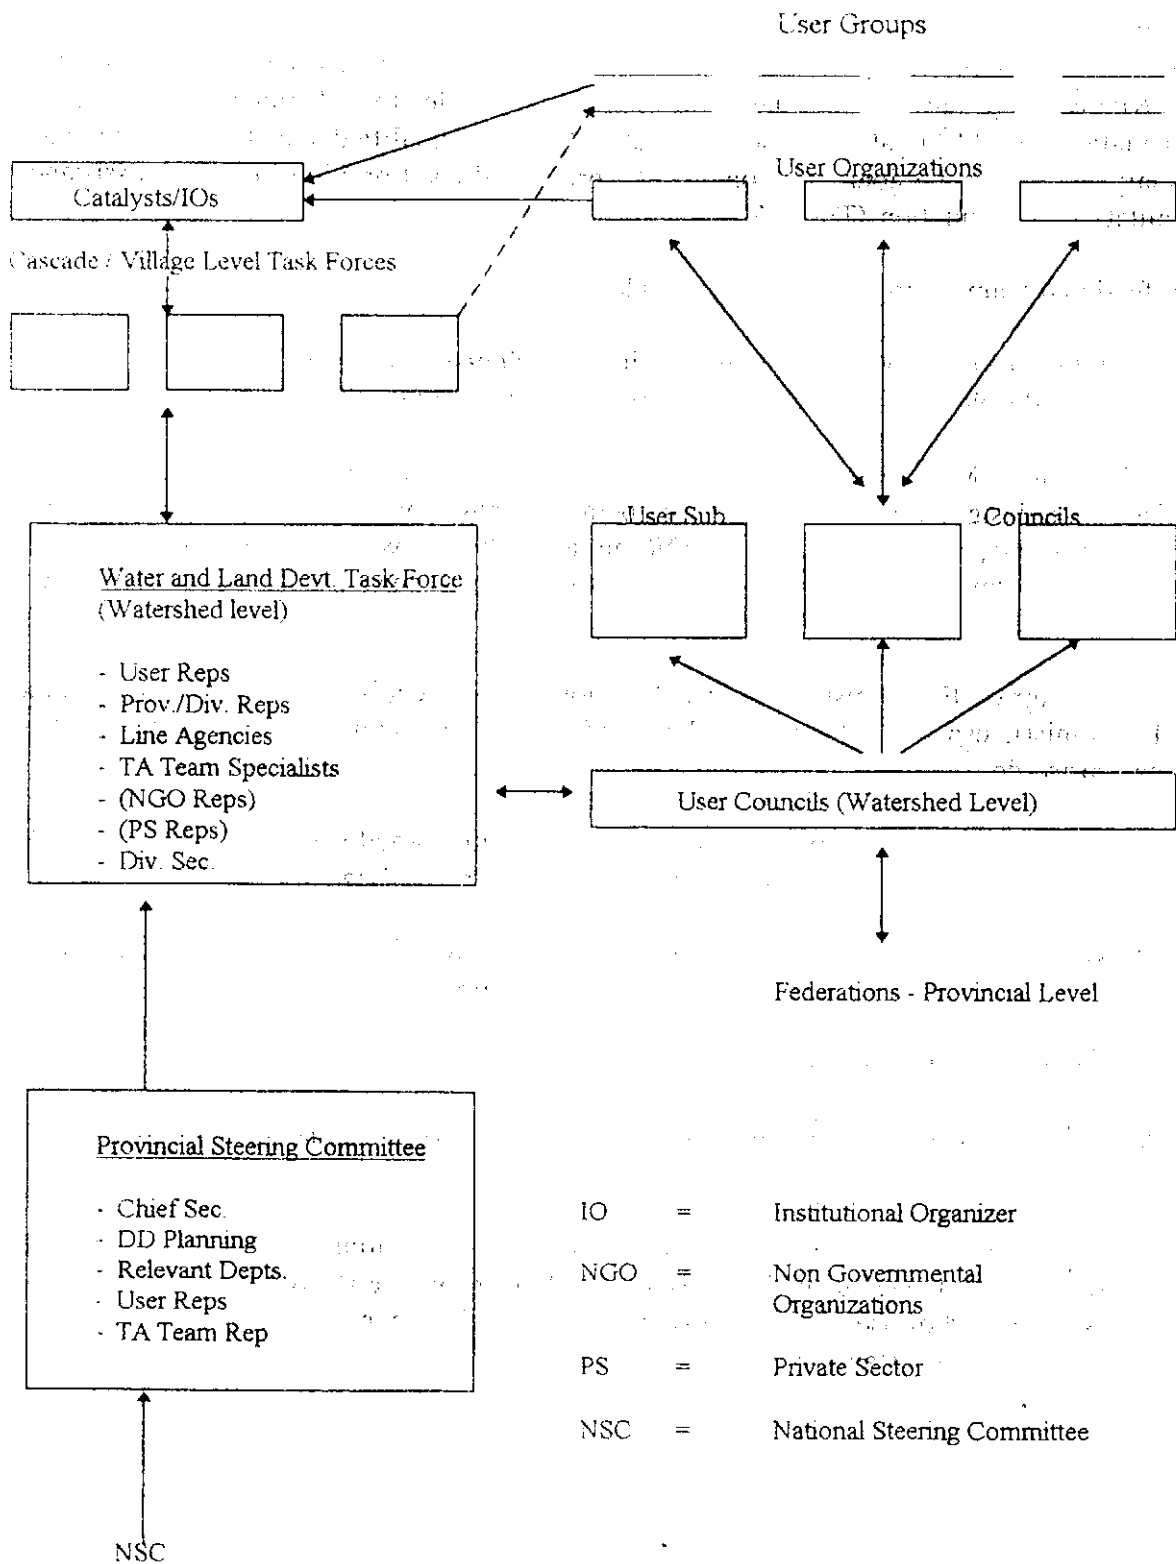 User Groups
User Organizations
Catalysts/IOs
Cascade / Village Level Task Forces
User Sub Councils
Water and Land Devt. Task Force
(Watershed level)
- User Reps
- Prov./Div. Reps
- Line Agencies
- TA Team Specialists
- (NGO Reps)
- (PS Reps)
- Div. Sec.
User Councils (Watershed Level)
Federations - Provincial Level
Provincial Steering Committee
- Chief Sec.
- DD Planning
- Relevant Depts.
- User Reps
- TA Team Rep
IO = Institutional Organizer
NGO = Non Governmental
Organizations
PS = Private Sector
NSC = National Steering Committee
NSC